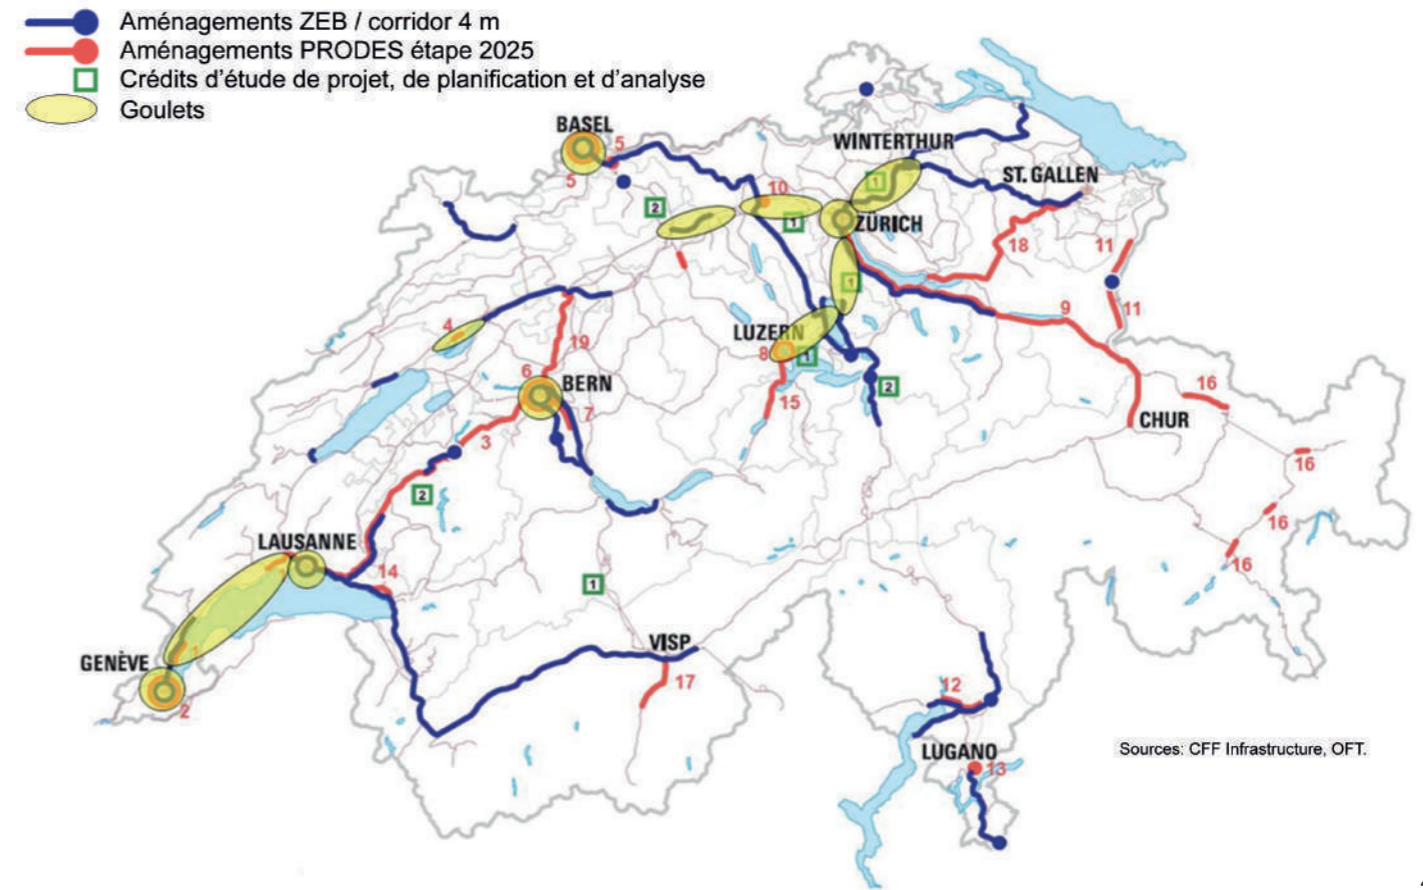 Aménagements ZEB / corridor 4 m
Aménagements PRODES étape 2025
Crédits d'étude de projet, de planification et d'analyse
Goulets
BASEL
5
WINTERTHUR
5
10
1
ST. GALLEN
2
1
ZÜRICH
18
11
1
9
11
4
LUZERN
19
8
1
6
BERN
2
16
7
15
3
CHUR
16
2
16
LAUSANNE
16
14
1
VISP
1
GENÈVE
17
12
2
LUGANO
Sources: CFF Infrastructure, OFT.
13